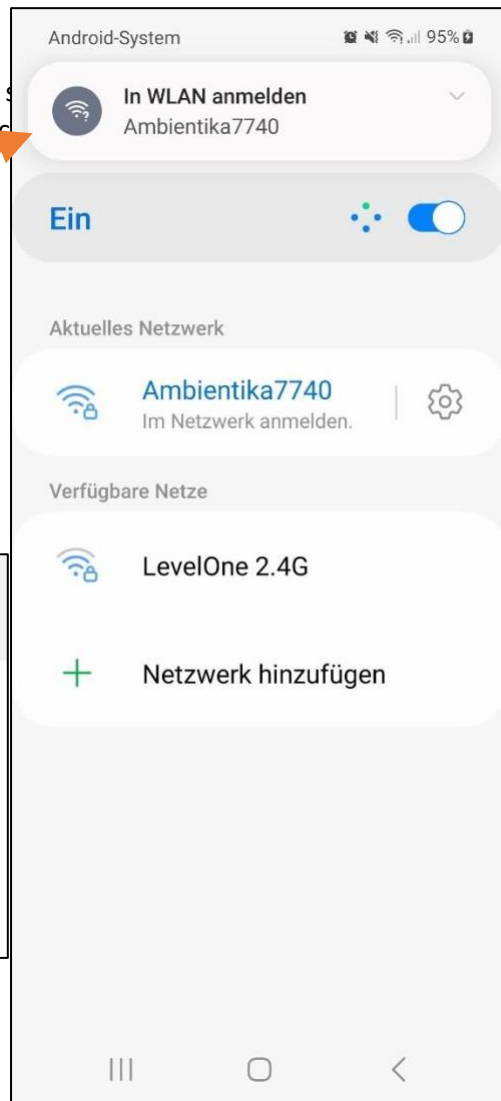 Android-System
95%
In WLAN anmelden
Ambientika7740
Ein
Aktuelles Netzwerk
Ambientika7740
Im Netzwerk anmelden.
Verfügbare Netze
LevelOne 2.4G
Netzwerk hinzufügen